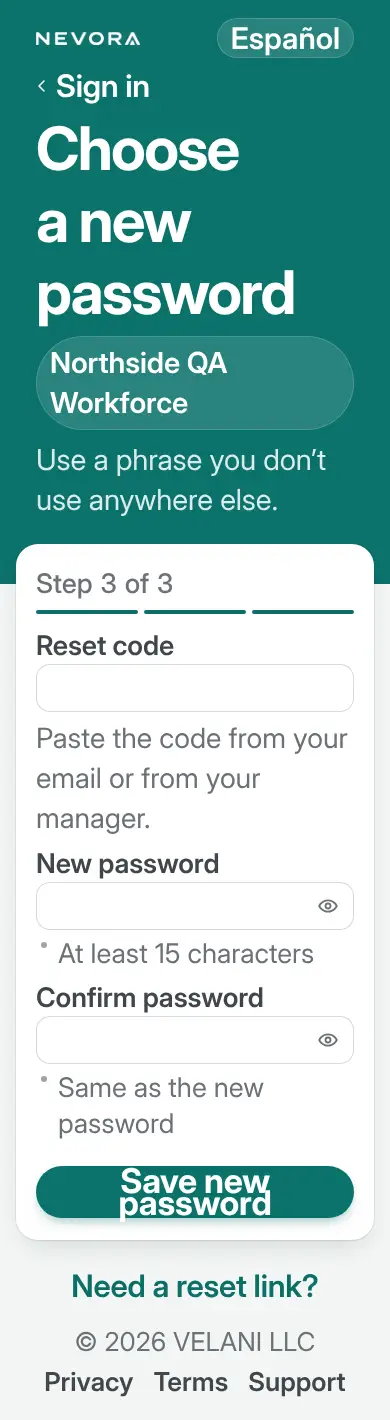 NEVORA
Español
Sign in
Choose
a new
password
Northside QA
Workforce
Use a phrase you don’t
use anywhere else.
Step 3 of 3
Reset code
Paste the code from your
email or from your
manager.
New password
At least 15 characters
Confirm password
Same as the new
password
Save new
password
Need a reset link?
© 2026 VELANI LLC
Privacy Terms Support